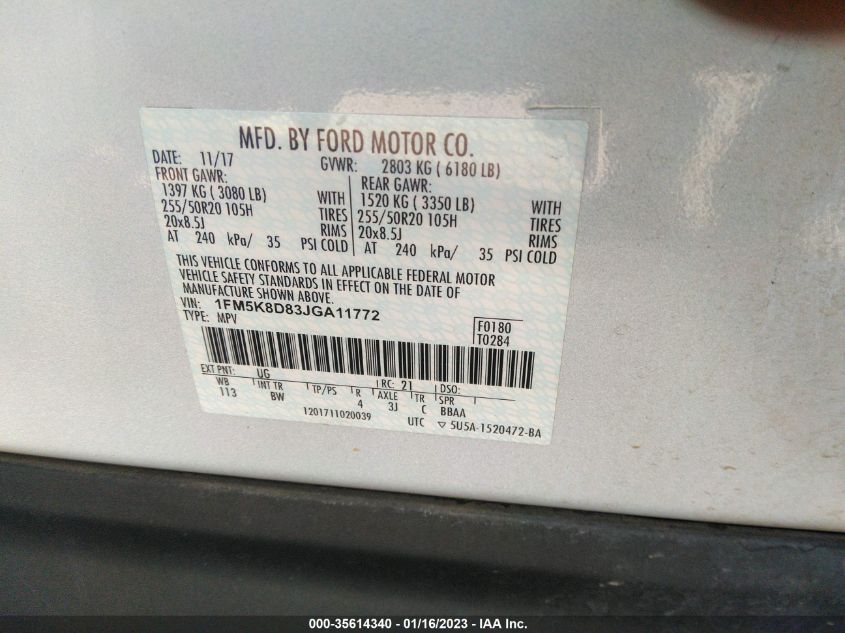 MFD. BY FORD MOTOR CO.
DATE: 11/17 GVWR: 2803 KG ( 6180 LB)
FRONT GAWR: REAR GAWR:
1397 KG ( 3080 LB) WITH 1520 KG ( 3350 LB) WITH
255/50R20 105H TIRES 255/50R20 105H TIRES
20x8.5J RIMS 20x8.5J RIMS
AT 240 kPa/ 35 PSI COLD AT 240 kPa/ 35 PSI COLD
THIS VEHICLE CONFORMS TO ALL APPLICABLE FEDERAL MOTOR
VEHICLE SAFETY STANDARDS IN EFFECT ON THE DATE OF
MANUFACTURE SHOWN ABOVE.
VIN: 1FM5K8D83JGA11772
TYPE: MPV F0180
T0284
EXT PNT: UG RC: 21 DSO:
WB INT TR TP/PS R AXLE TR SPR
113 BW 4 3J C BBAA
1201711020039 UTC ▽ 5U5A-1520472-BA
000-35614340 - 01/16/2023 - IAA Inc.